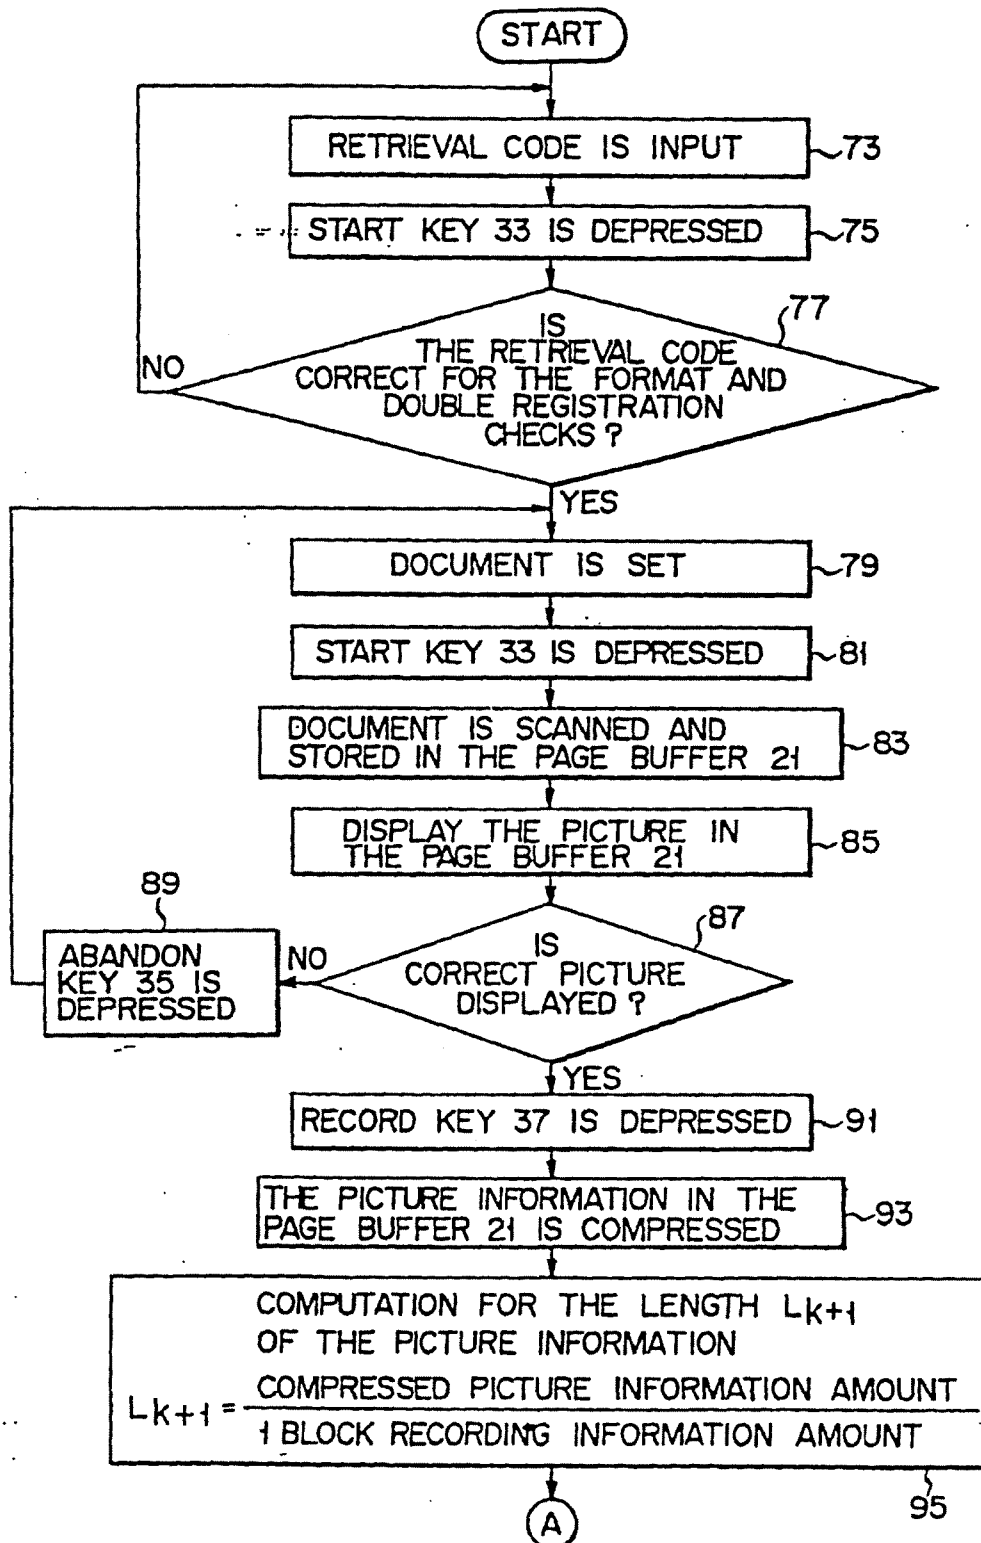 START
RETRIEVAL CODE IS INPUT
73
START KEY 33 IS DEPRESSED
75
77
IS
THE RETRIEVAL CODE
CORRECT FOR THE FORMAT AND
DOUBLE REGISTRATION
CHECKS ?
NO
YES
DOCUMENT IS SET
79
START KEY 33 IS DEPRESSED
81
DOCUMENT IS SCANNED AND
STORED IN THE PAGE BUFFER 21
83
DISPLAY THE PICTURE IN
THE PAGE BUFFER 21
85
87
IS
CORRECT PICTURE
DISPLAYED ?
NO
89
ABANDON
KEY 35 IS
DEPRESSED
YES
RECORD KEY 37 IS DEPRESSED
91
THE PICTURE INFORMATION IN THE
PAGE BUFFER 21 IS COMPRESSED
93
COMPUTATION FOR THE LENGTH Lk+1
OF THE PICTURE INFORMATION
COMPRESSED PICTURE INFORMATION AMOUNT
Lk+1 =
1 BLOCK RECORDING INFORMATION AMOUNT
95
A